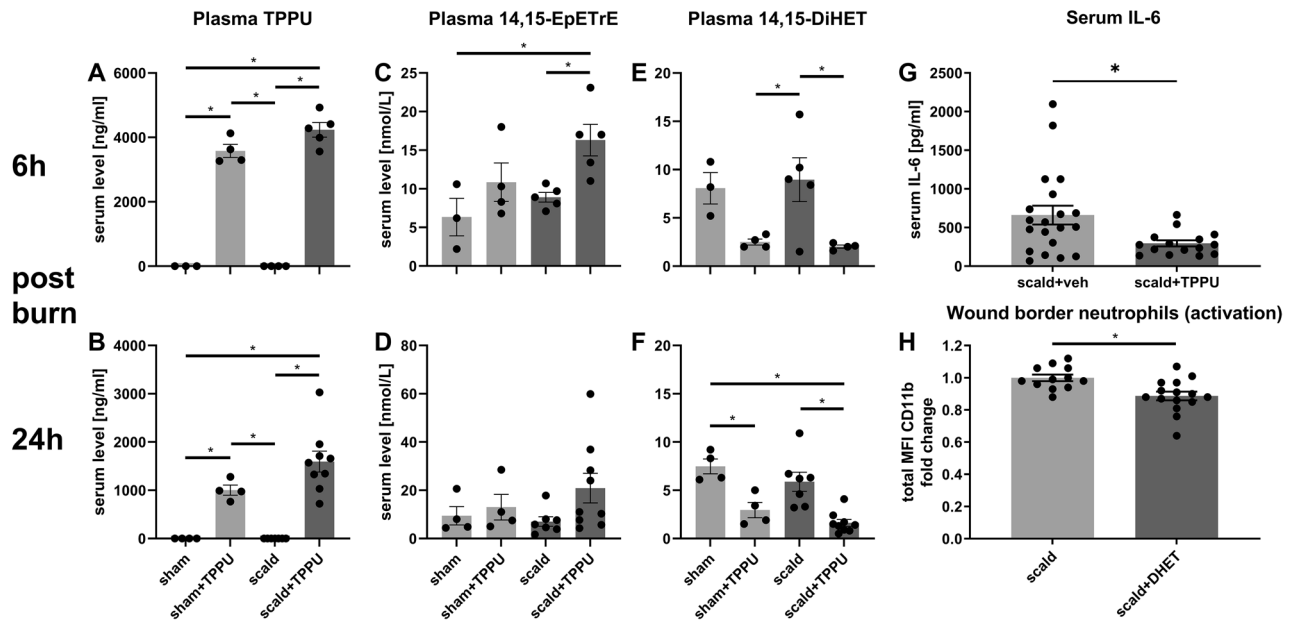 Plasma TPPU
Plasma 14,15-EpETrE
Plasma 14,15-DiHET
Serum IL-6
6h
post
burn
24h
A
serum level [ng/ml]
6000
4000
2000
0
*
*
*
*
C
serum level [nmol/L]
25
20
15
10
5
0
*
*
E
20
15
10
5
0
*
*
G
serum IL-6 [pg/ml]
2500
2000
1500
1000
500
0
*
scald+veh
scald+TPPU
B
serum level [ng/ml]
4000
3000
2000
1000
0
*
*
*
*
sham
sham+TPPU
scald
scald+TPPU
D
serum level [nmol/L]
80
60
40
20
0
sham
sham+TPPU
scald
scald+TPPU
F
20
15
10
5
0
*
*
*
sham
sham+TPPU
scald
scald+TPPU
Wound border neutrophils (activation)
H
total MFI CD11b
fold change
1.2
1.0
0.8
0.6
0.4
0.2
0.0
*
scald
scald+DHET